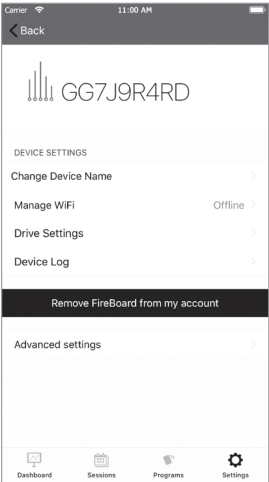 Carrier 11:00 AM
Back
GG7J9R4RD
DEVICE SETTINGS
Change Device Name
Manage WiFi Offline
Drive Settings
Device Log
Remove FireBoard from my account
Advanced settings
Dashboard Sessions Programs Settings